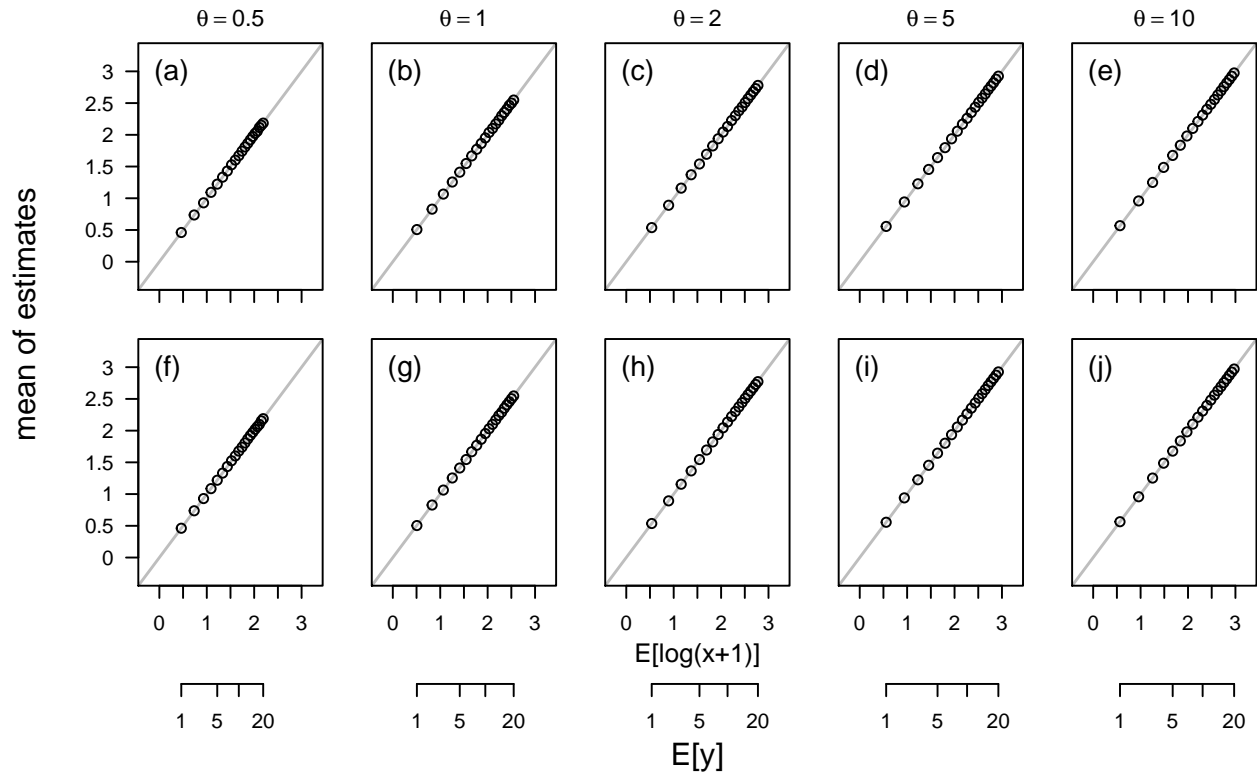 θ = 0.5 θ = 1 θ = 2 θ = 5 θ = 10
(a) (b) (c) (d) (e)
3
2.5
2
1.5
1
0.5
0
mean of estimates
(f) (g) (h) (i) (j)
3
2.5
2
1.5
1
0.5
0
0 1 2 3 0 1 2 3 0 1 2 3 0 1 2 3 0 1 2 3
E[log(x+1)]
1 5 20 1 5 20 1 5 20 1 5 20 1 5 20
E[y]